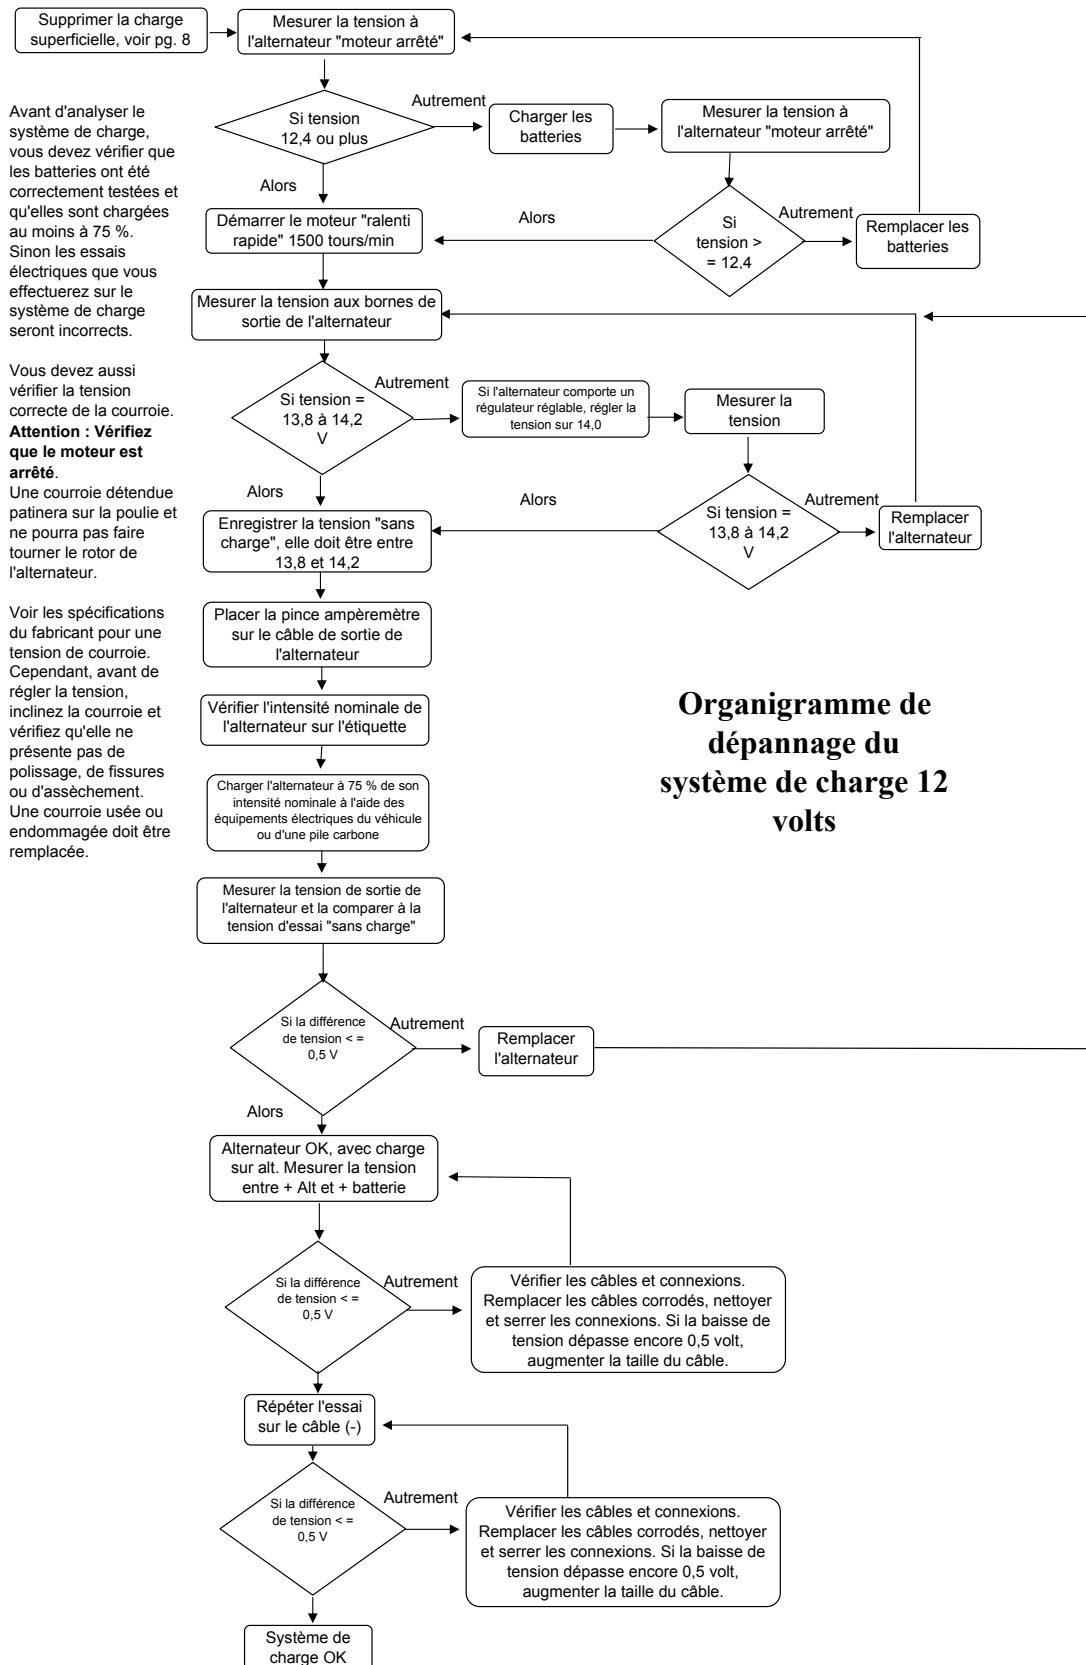 Supprimer la charge
superficielle, voir pg. 8
Mesurer la tension à
l'alternateur "moteur arrêté"
Avant d'analyser le
système de charge,
vous devez vérifier que
les batteries ont été
correctement testées et
qu'elles sont chargées
au moins à 75 %.
Sinon les essais
électriques que vous
effectuerez sur le
système de charge
seront incorrects.
Vous devez aussi
vérifier la tension
correcte de la courroie.
Attention : Vérifiez
que le moteur est
arrêté.
Une courroie détendue
patinera sur la poulie et
ne pourra pas faire
tourner le rotor de
l'alternateur.
Voir les spécifications
du fabricant pour une
tension de courroie.
Cependant, avant de
régler la tension,
inclinez la courroie et
vérifiez qu'elle ne
présente pas de
polissage, de fissures
ou d'assèchement.
Une courroie usée ou
endommagée doit être
remplacée.
Si tension
12,4 ou plus
Autrement
Charger les
batteries
Mesurer la tension à
l'alternateur "moteur arrêté"
Alors
Démarrer le moteur "ralenti
rapide" 1500 tours/min
Alors
Si
tension >
= 12,4
Autrement
Remplacer les
batteries
Mesurer la tension aux bornes de
sortie de l'alternateur
Si tension =
13,8 à 14,2
V
Autrement
Si l'alternateur comporte un
régulateur réglable, régler la
tension sur 14,0
Mesurer la
tension
Alors
Enregistrer la tension "sans
charge", elle doit être entre
13,8 et 14,2
Alors
Si tension =
13,8 à 14,2
V
Autrement
Remplacer
l'alternateur
Placer la pince ampèremètre
sur le câble de sortie de
l'alternateur
Vérifier l'intensité nominale de
l'alternateur sur l'étiquette
Organigramme de
dépannage du
système de charge 12
volts
Charger l'alternateur à 75 % de son
intensité nominale à l'aide des
équipements électriques du véhicule
ou d'une pile carbone
Mesurer la tension de sortie de
l'alternateur et la comparer à la
tension d'essai "sans charge"
Si la différence
de tension < =
0,5 V
Autrement
Remplacer
l'alternateur
Alors
Alternateur OK, avec charge
sur alt. Mesurer la tension
entre + Alt et + batterie
Si la différence
de tension < =
0,5 V
Autrement
Vérifier les câbles et connexions.
Remplacer les câbles corrodés, nettoyer
et serrer les connexions. Si la baisse de
tension dépasse encore 0,5 volt,
augmenter la taille du câble.
Répéter l'essai
sur le câble (-)
Si la différence
de tension < =
0,5 V
Autrement
Vérifier les câbles et connexions.
Remplacer les câbles corrodés, nettoyer
et serrer les connexions. Si la baisse de
tension dépasse encore 0,5 volt,
augmenter la taille du câble.
Système de
charge OK